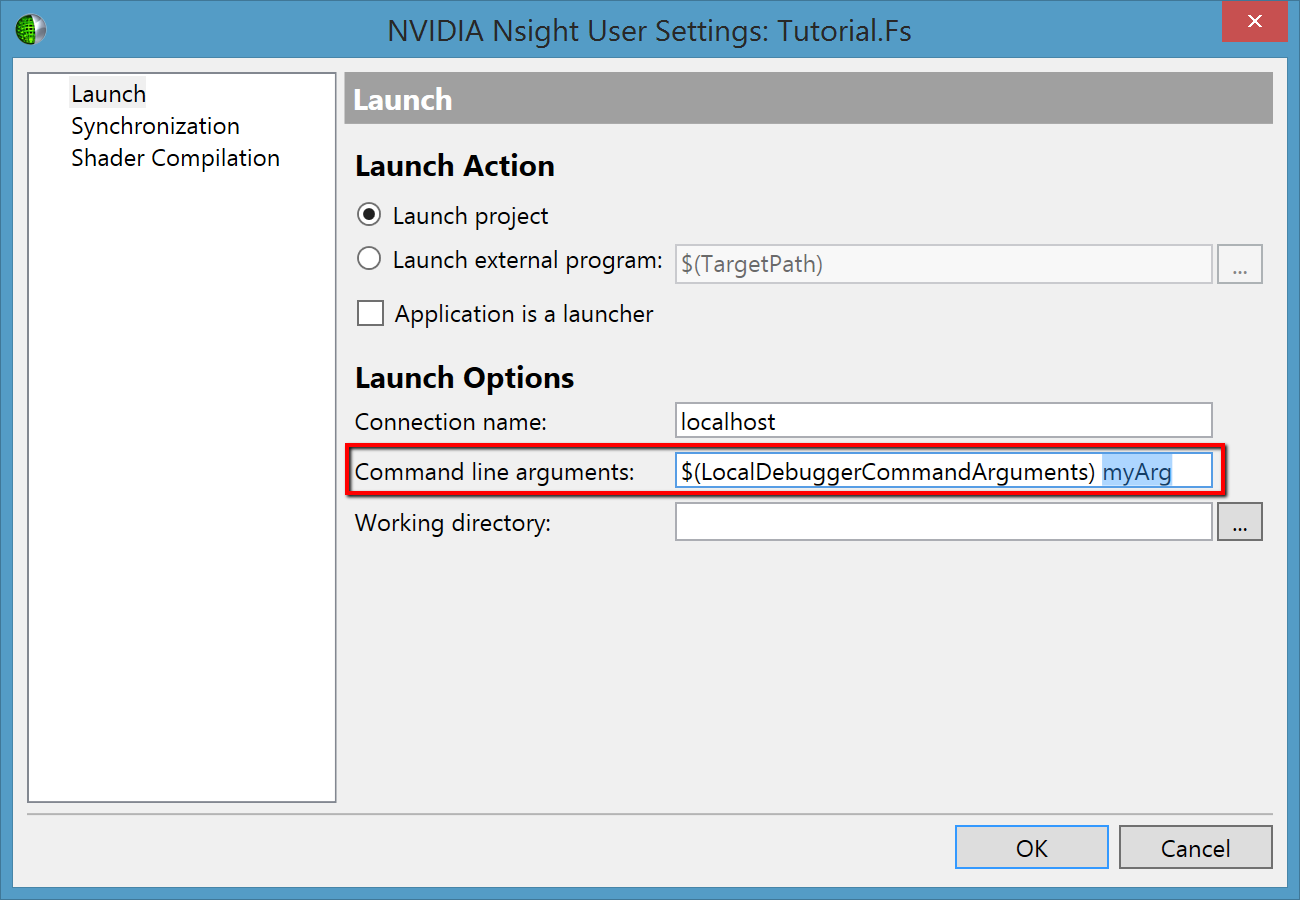 NVIDIA Nsight User Settings: Tutorial.Fs
Launch
Synchronization
Shader Compilation
Launch
Launch Action
Launch project
Launch external program: $(TargetPath) ...
Application is a launcher
Launch Options
Connection name: localhost
Command line arguments: $(LocalDebuggerCommandArguments) myArg
Working directory: ...
OK Cancel